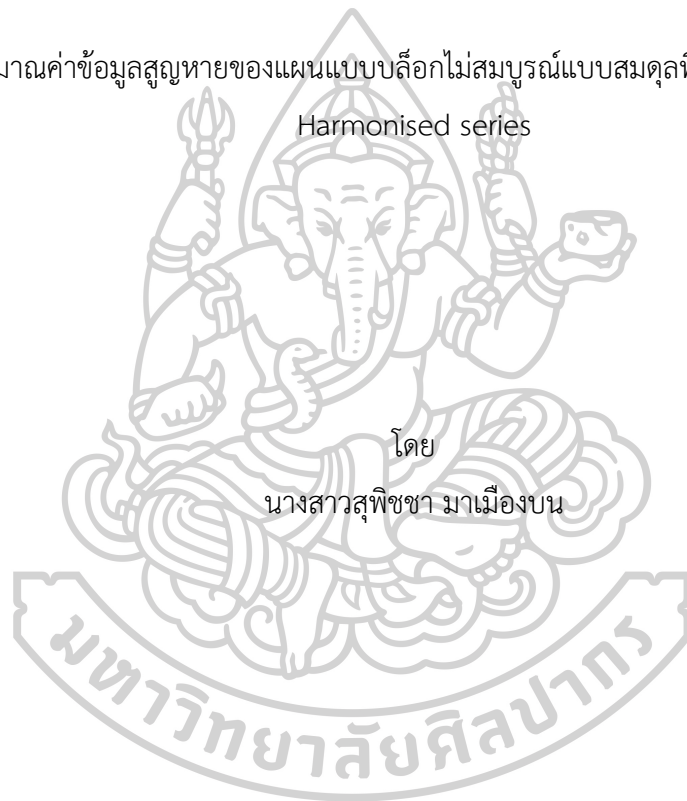 มาณค่าข้อมูลสูญหายของแผนแบบบล็อกไม่สมบูรณ์แบบสมดุล
Harmonised series
โดย
นางสาวสุพิชชา มาเมืองบน
มหาวิทยาลัยศิลปากร